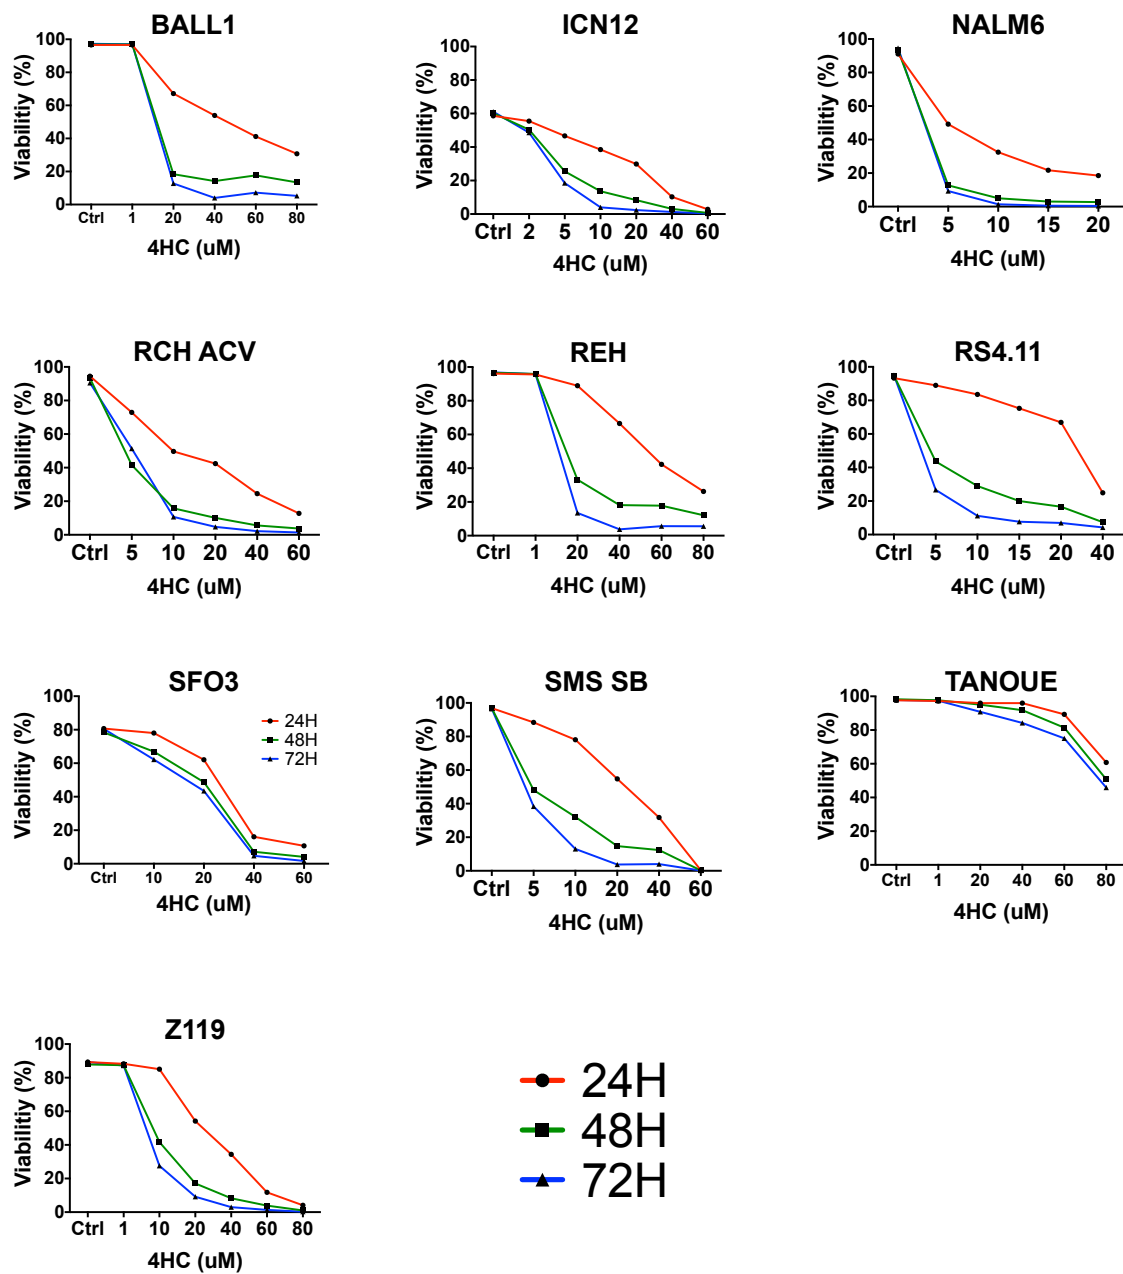 BALL1
Viabilitiy (%)
100
80
60
40
20
0
Ctrl 1 20 40 60 80
4HC (uM)
ICN12
Viabilitiy (%)
100
80
60
40
20
0
Ctrl 2 5 10 20 40 60
4HC (uM)
NALM6
Viabilitiy (%)
100
80
60
40
20
0
Ctrl 5 10 15 20
4HC (uM)
RCH ACV
Viabilitiy (%)
100
80
60
40
20
0
Ctrl 5 10 20 40 60
4HC (uM)
REH
Viabilitiy (%)
100
80
60
40
20
0
Ctrl 1 20 40 60 80
4HC (uM)
RS4.11
Viabilitiy (%)
100
80
60
40
20
0
Ctrl 5 10 15 20 40
4HC (uM)
SFO3
Viabilitiy (%)
100
80
60
40
20
0
24H
48H
72H
Ctrl 10 20 40 60
4HC (uM)
SMS SB
Viabilitiy (%)
100
80
60
40
20
0
Ctrl 5 10 20 40 60
4HC (uM)
TANOUE
Viabilitiy (%)
100
80
60
40
20
0
Ctrl 1 20 40 60 80
4HC (uM)
Z119
Viabilitiy (%)
100
80
60
40
20
0
Ctrl 1 10 20 40 60 80
4HC (uM)
24H
48H
72H